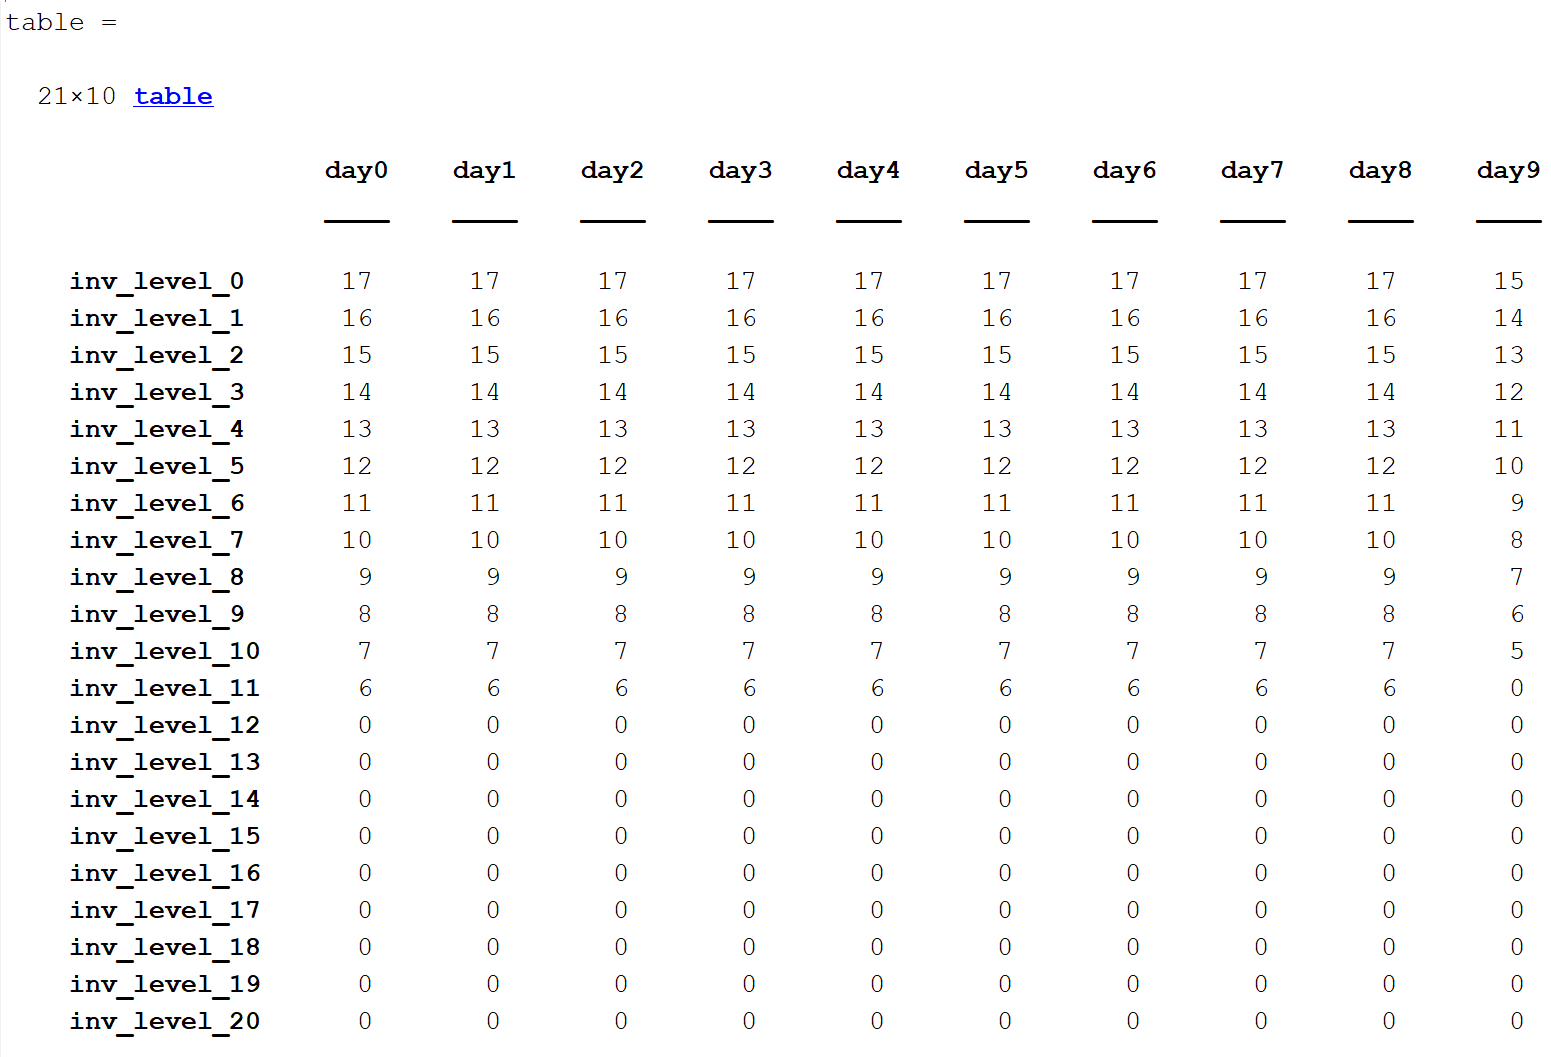 table =
21×10 table
day0 day1 day2 day3 day4 day5 day6 day7 day8 day9
inv_level_0 17 17 17 17 17 17 17 17 17 15
inv_level_1 16 16 16 16 16 16 16 16 16 14
inv_level_2 15 15 15 15 15 15 15 15 15 13
inv_level_3 14 14 14 14 14 14 14 14 14 12
inv_level_4 13 13 13 13 13 13 13 13 13 11
inv_level_5 12 12 12 12 12 12 12 12 12 10
inv_level_6 11 11 11 11 11 11 11 11 11 9
inv_level_7 10 10 10 10 10 10 10 10 10 8
inv_level_8 9 9 9 9 9 9 9 9 9 7
inv_level_9 8 8 8 8 8 8 8 8 8 6
inv_level_10 7 7 7 7 7 7 7 7 7 5
inv_level_11 6 6 6 6 6 6 6 6 6 0
inv_level_12 0 0 0 0 0 0 0 0 0 0
inv_level_13 0 0 0 0 0 0 0 0 0 0
inv_level_14 0 0 0 0 0 0 0 0 0 0
inv_level_15 0 0 0 0 0 0 0 0 0 0
inv_level_16 0 0 0 0 0 0 0 0 0 0
inv_level_17 0 0 0 0 0 0 0 0 0 0
inv_level_18 0 0 0 0 0 0 0 0 0 0
inv_level_19 0 0 0 0 0 0 0 0 0 0
inv_level_20 0 0 0 0 0 0 0 0 0 0